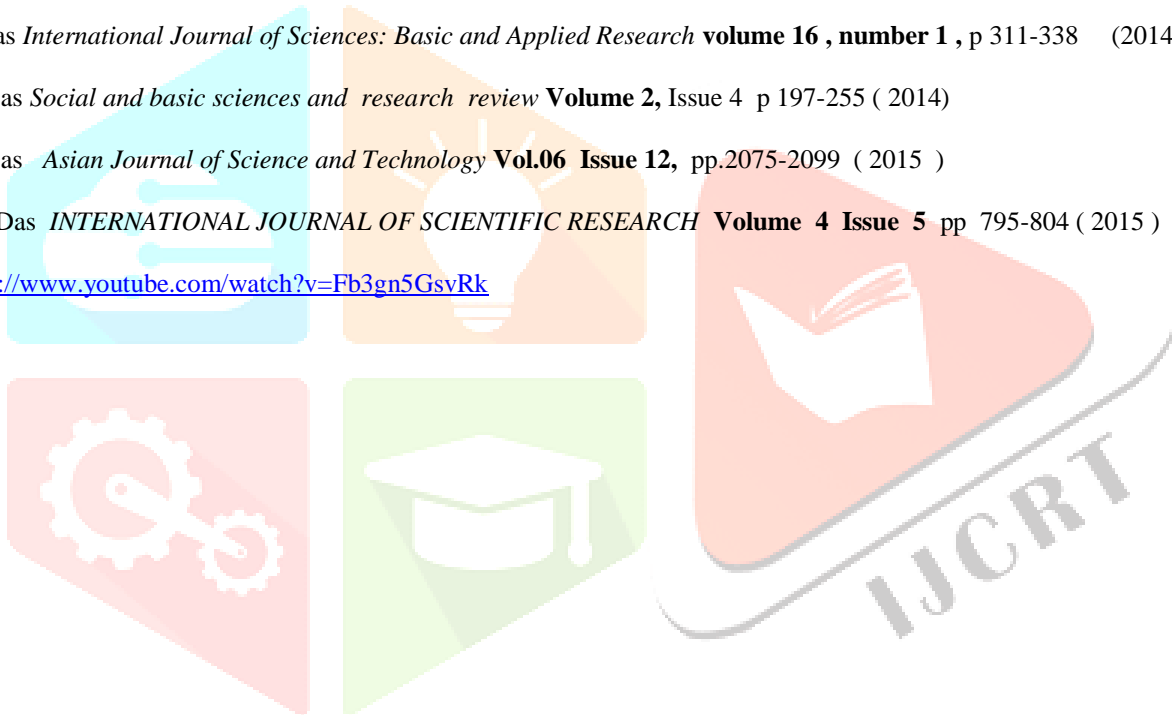 as International Journal of Sciences: Basic and Applied Research volume 16 , number 1 , p 311-338 (2014
as Social and basic sciences and research review Volume 2, Issue 4 p 197-255 ( 2014)
as Asian Journal of Science and Technology Vol.06 Issue 12, pp.2075-2099 ( 2015 )
Das INTERNATIONAL JOURNAL OF SCIENTIFIC RESEARCH Volume 4 Issue 5 pp 795-804 ( 2015 )
://www.youtube.com/watch?v=Fb3gn5GsvRk
IJCRT